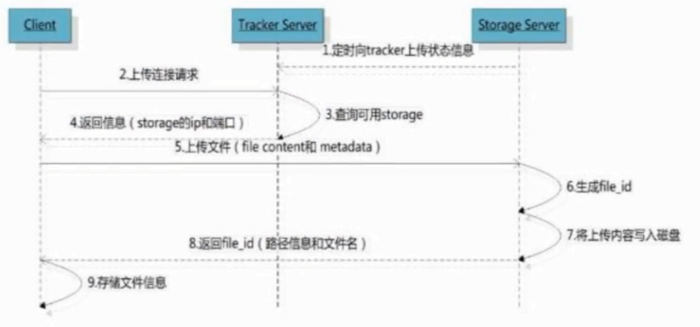 Client
Tracker Server
Storage Server
1.定时向tracker上传状态信息
2.上传连接请求
3.查询可用storage
4.返回信息（storage的ip和端口）
5.上传文件（file content和 metadata）
6.生成file_id
7.将上传内容写入磁盘
8.返回file_id（路径信息和文件名）
9.存储文件信息